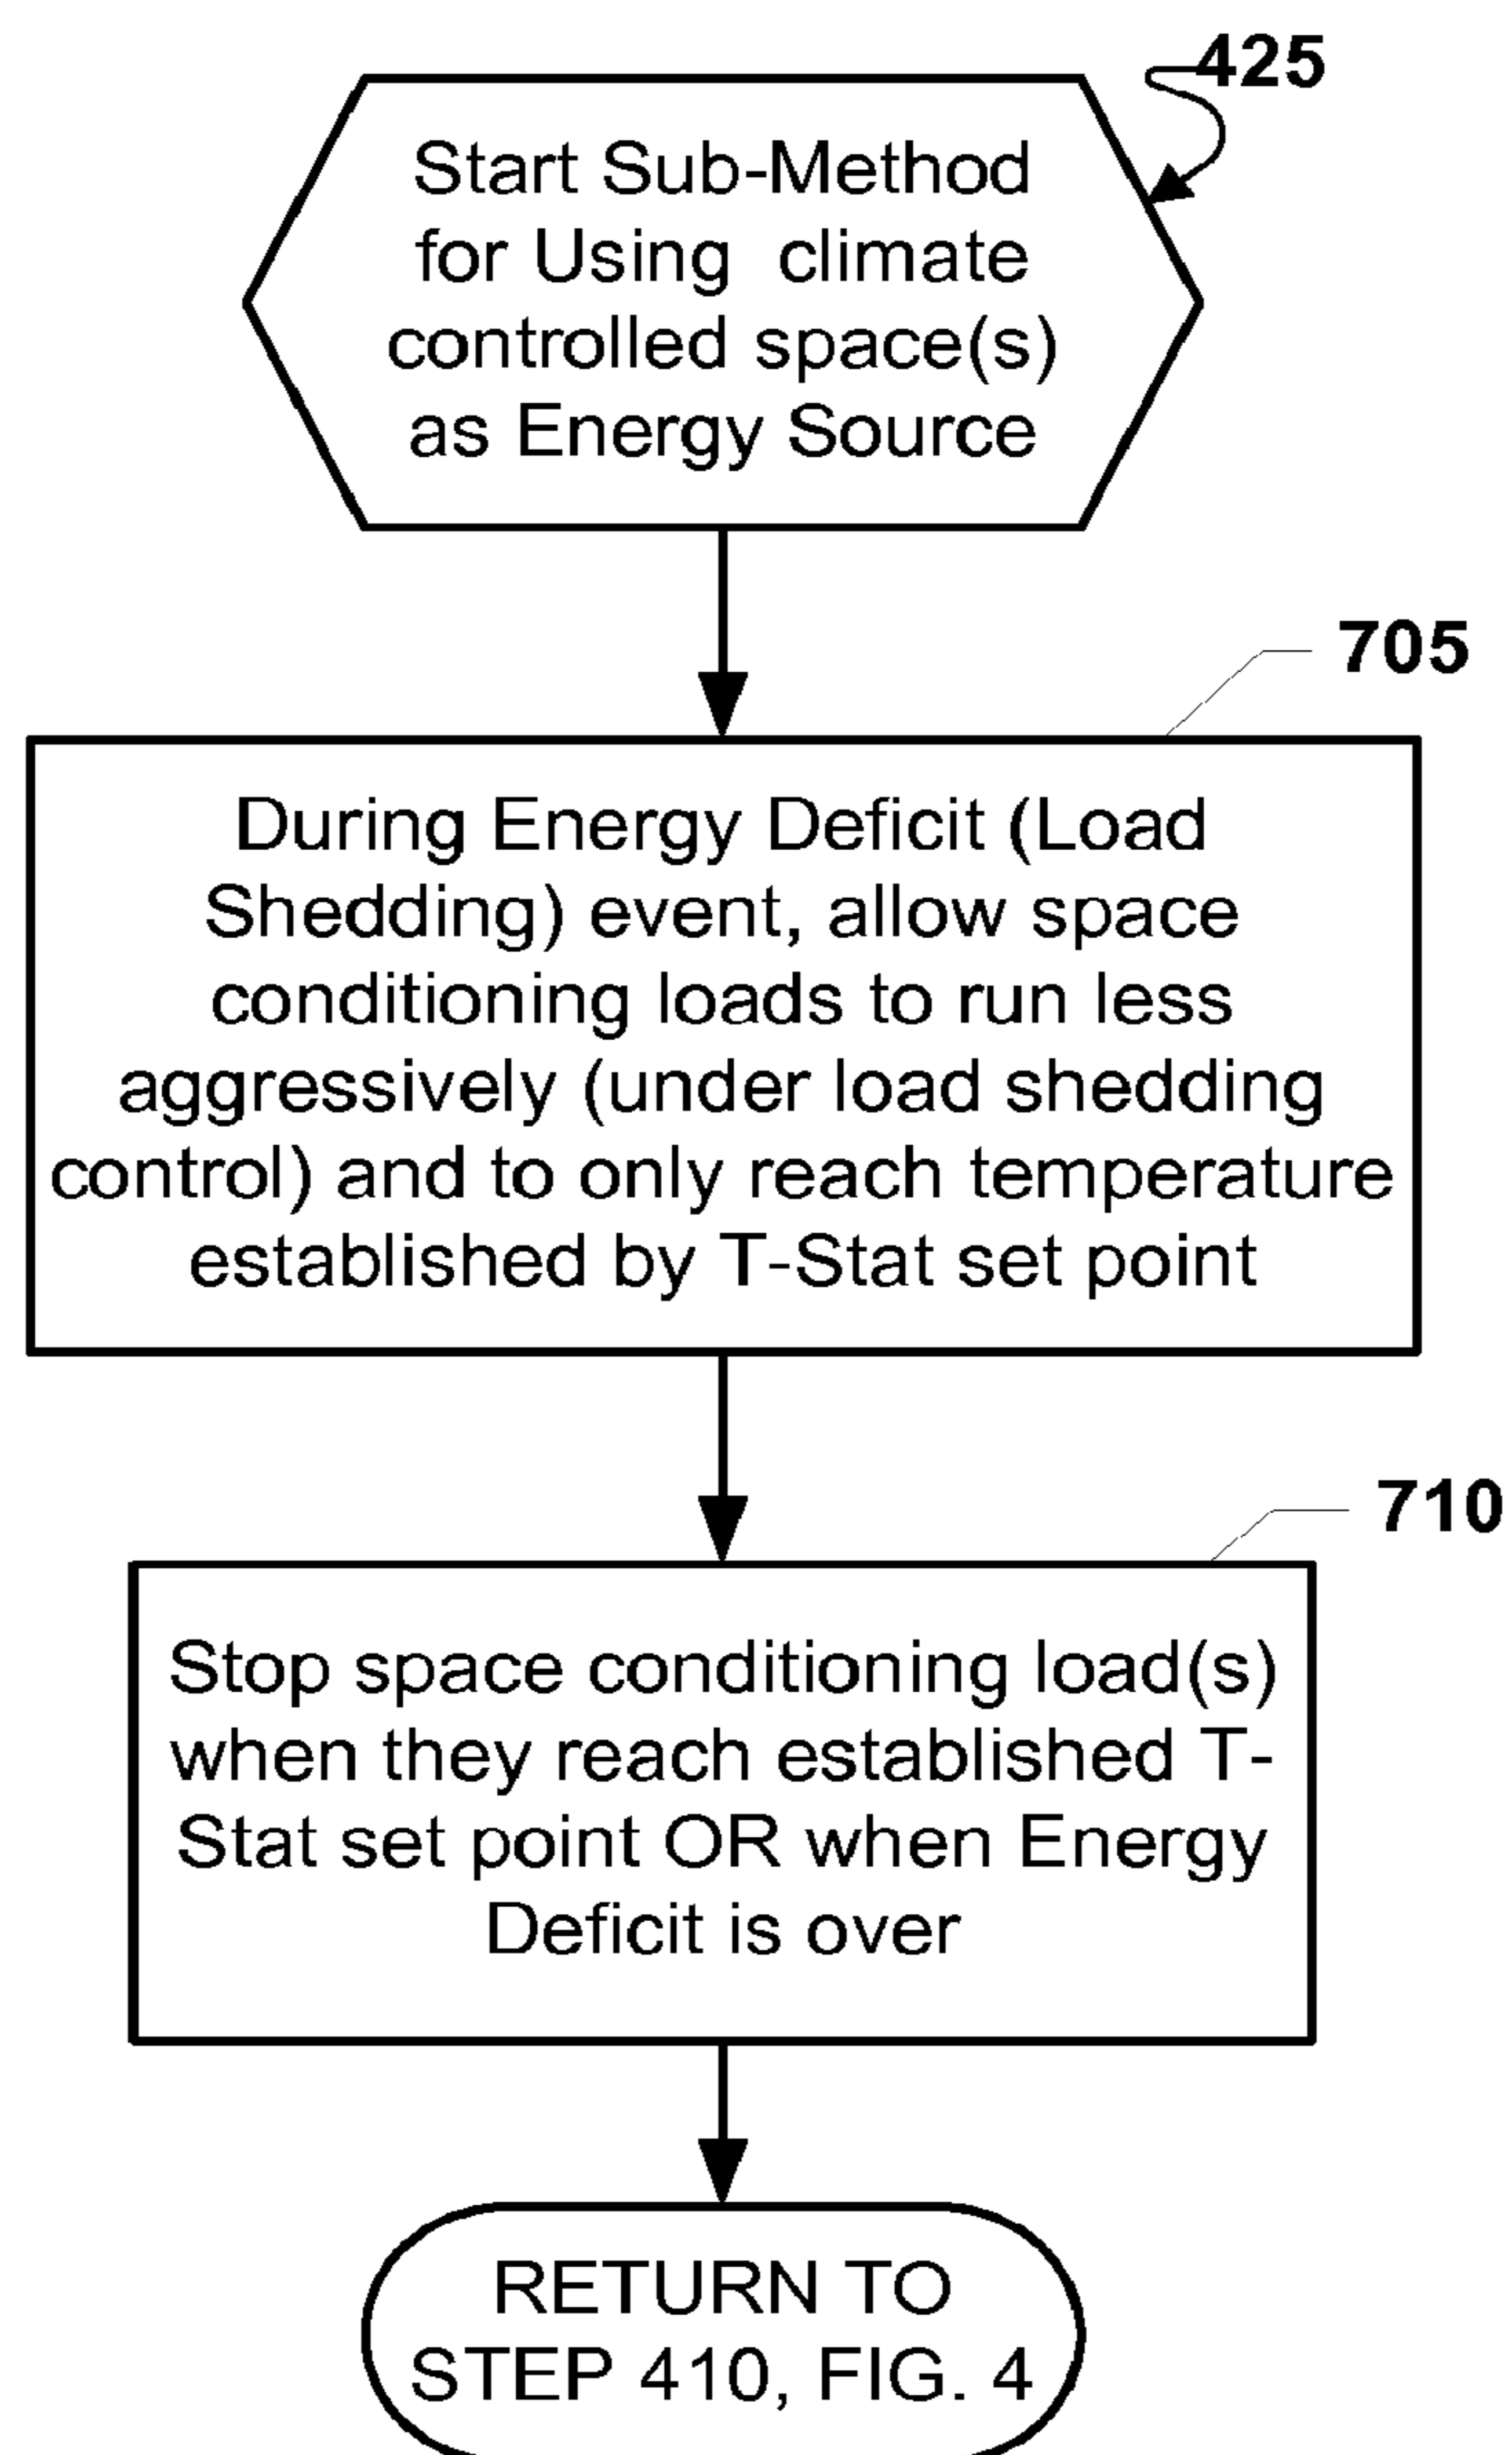 425
Start Sub-Method
for Using climate
controlled space(s)
as Energy Source
705
During Energy Deficit (Load
Shedding) event, allow space
conditioning loads to run less
aggressively (under load shedding
control) and to only reach temperature
established by T-Stat set point
710
Stop space conditioning load(s)
when they reach established T-
Stat set point OR when Energy
Deficit is over
RETURN TO
STEP 410, FIG. 4